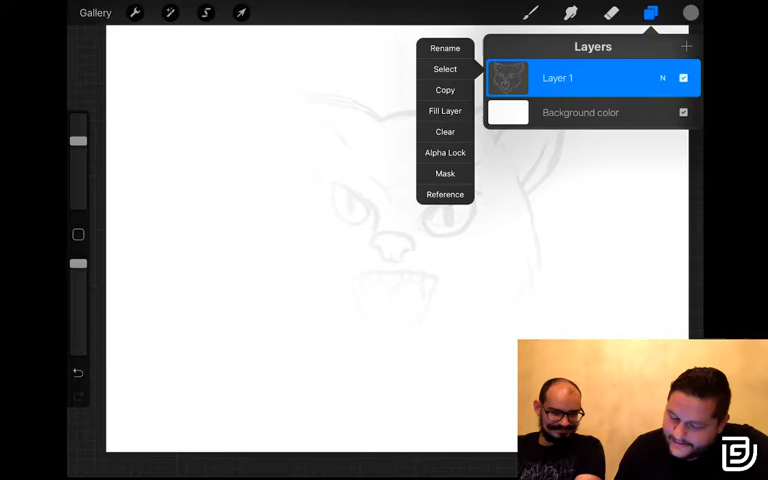 Gallery
Layers
Rename
Select
Copy
Fill Layer
Clear
Alpha Lock
Mask
Reference
Layer 1
N
Background color